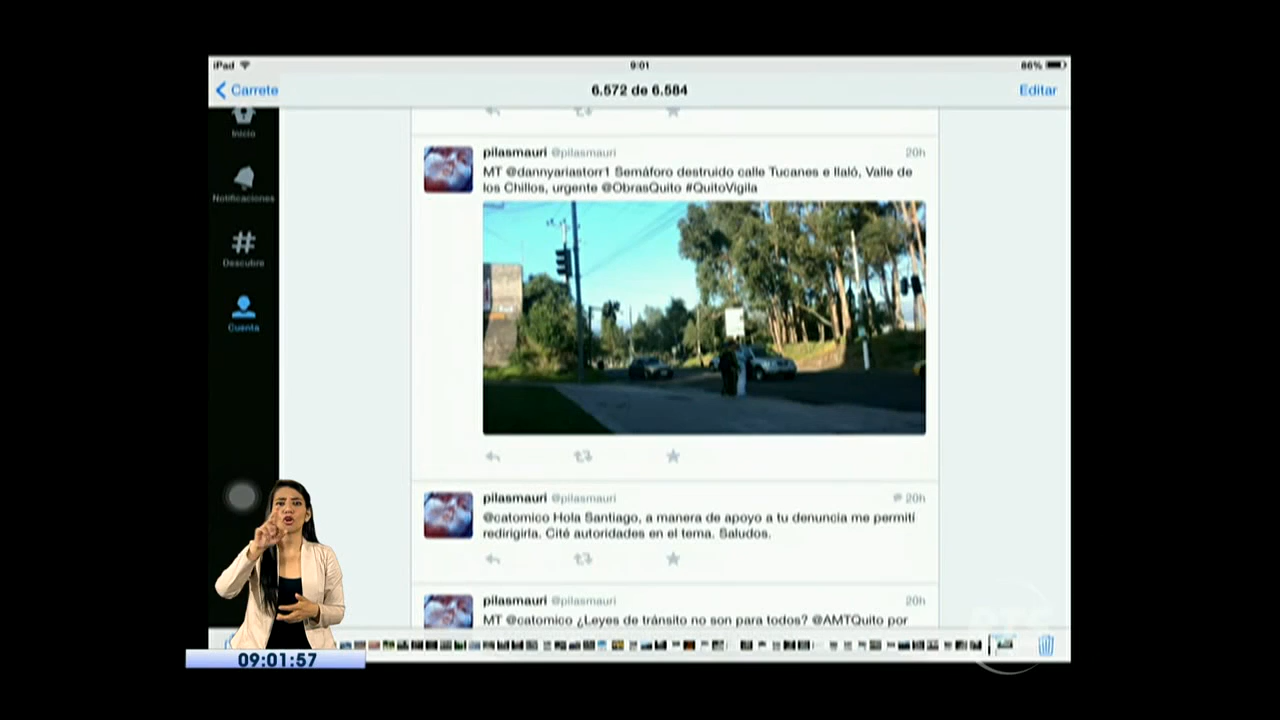 iPad 9:01 86%
Carrete 6.572 de 6.584 Editar
Inicio
Notificaciones
Descubre
Cuenta
pilasmauri @pilasmauri 20h
MT @dannyariastorr1 Semáforo destruido calle Tucanes e Ilaló, Valle de
los Chillos, urgente @ObrasQuito #QuitoVigila
pilasmauri @pilasmauri 20h
@catomico Hola Santiago, a manera de apoyo a tu denuncia me permití
redirigirla. Cité autoridades en el tema. Saludos.
pilasmauri @pilasmauri 20h
MT @catomico ¿Leyes de tránsito no son para todos? @AMTQuito por
RTS
09:01:57